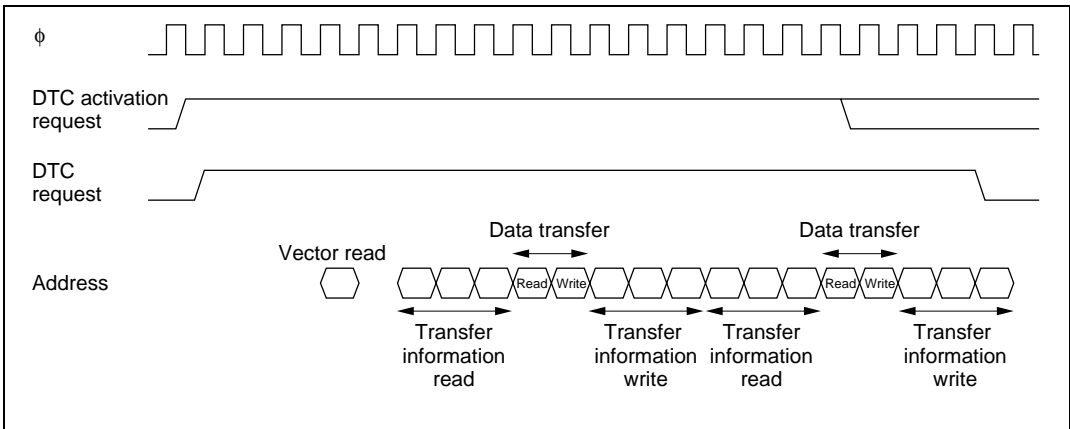 ϕ
DTC activation
request
DTC
request
Data transfer
Data transfer
Vector read
Address
Read
Write
Read
Write
Transfer
information
read
Transfer
information
write
Transfer
information
read
Transfer
information
write